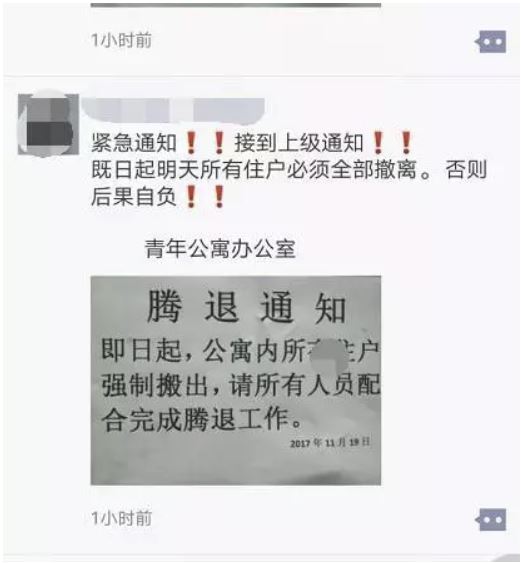 1小时前
紧急通知❗❗接到上级通知❗❗
既日起明天所有住户必须全部撤离。否则
后果自负❗❗
青年公寓办公室
腾退通知
即日起,公寓内所有住户
强制搬出,请所有人员配
合完成腾退工作。
2017年11月19日
1小时前